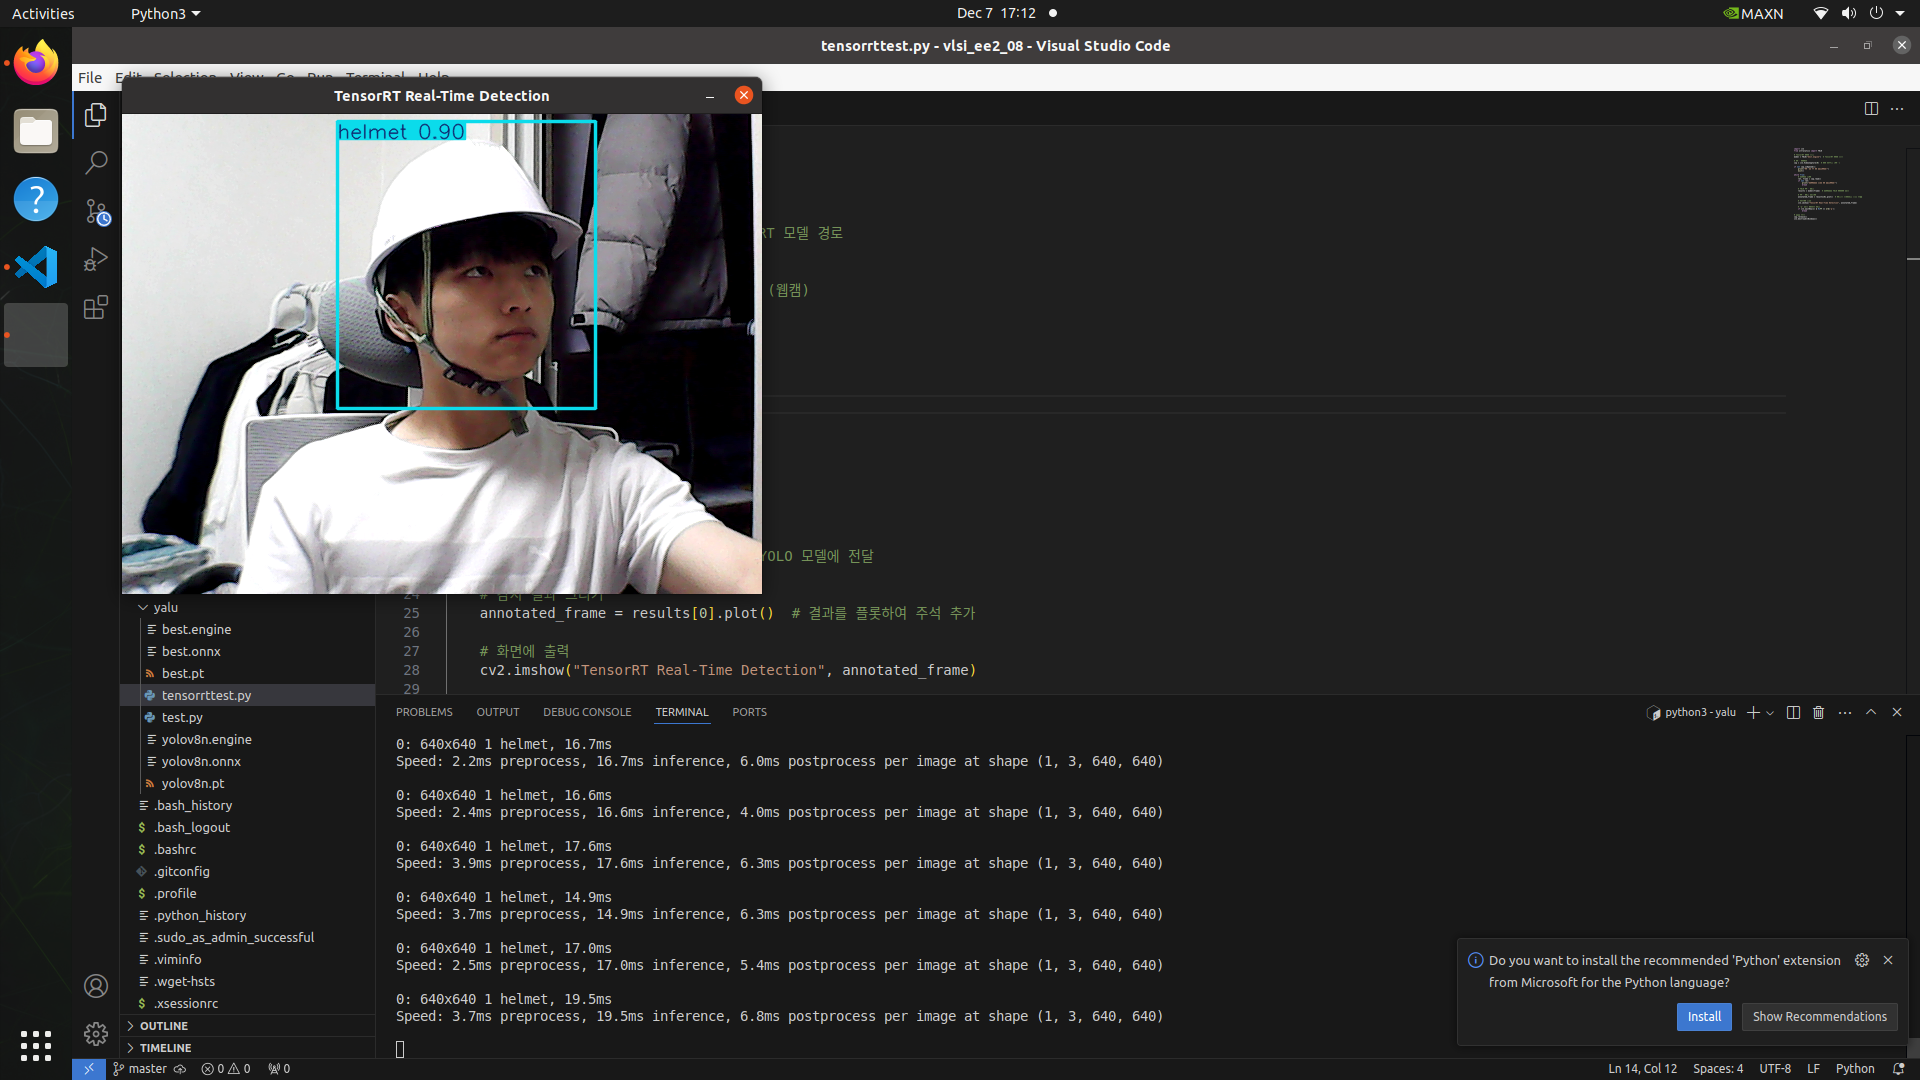 Activities
Python3
Dec 7 17:12
MAXN
tensorrttest.py - vlsi_ee2_08 - Visual Studio Code
File Edit Selection View Go Run Terminal Help
TensorRT Real-Time Detection
helmet 0.90
RT 모델 경로
(웹캠)
YOLO 모델에 전달
yalu
best.engine
best.onnx
best.pt
tensorrttest.py
test.py
yolov8n.engine
yolov8n.onnx
yolov8n.pt
.bash_history
.bash_logout
.bashrc
.gitconfig
.profile
.python_history
.sudo_as_admin_successful
.viminfo
.wget-hsts
.xsessionrc
OUTLINE
TIMELINE
24
25 annotated_frame = results[0].plot() # 결과를 플롯하여 주석 추가
26
27 # 화면에 출력
28 cv2.imshow("TensorRT Real-Time Detection", annotated_frame)
29
PROBLEMS OUTPUT DEBUG CONSOLE TERMINAL PORTS
python3 - yalu
0: 640x640 1 helmet, 16.7ms
Speed: 2.2ms preprocess, 16.7ms inference, 6.0ms postprocess per image at shape (1, 3, 640, 640)
0: 640x640 1 helmet, 16.6ms
Speed: 2.4ms preprocess, 16.6ms inference, 4.0ms postprocess per image at shape (1, 3, 640, 640)
0: 640x640 1 helmet, 17.6ms
Speed: 3.9ms preprocess, 17.6ms inference, 6.3ms postprocess per image at shape (1, 3, 640, 640)
0: 640x640 1 helmet, 14.9ms
Speed: 3.7ms preprocess, 14.9ms inference, 6.3ms postprocess per image at shape (1, 3, 640, 640)
0: 640x640 1 helmet, 17.0ms
Speed: 2.5ms preprocess, 17.0ms inference, 5.4ms postprocess per image at shape (1, 3, 640, 640)
0: 640x640 1 helmet, 19.5ms
Speed: 3.7ms preprocess, 19.5ms inference, 6.8ms postprocess per image at shape (1, 3, 640, 640)
Do you want to install the recommended 'Python' extension
from Microsoft for the Python language?
Install
Show Recommendations
master
0 0
0
Ln 14, Col 12
Spaces: 4
UTF-8
LF
Python